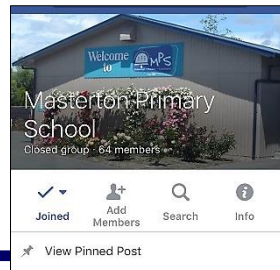 Welcome
to MPS
Masterton Primary
School
Closed group · 64 members
Joined
Add
Members
Search
Info
View Pinned Post